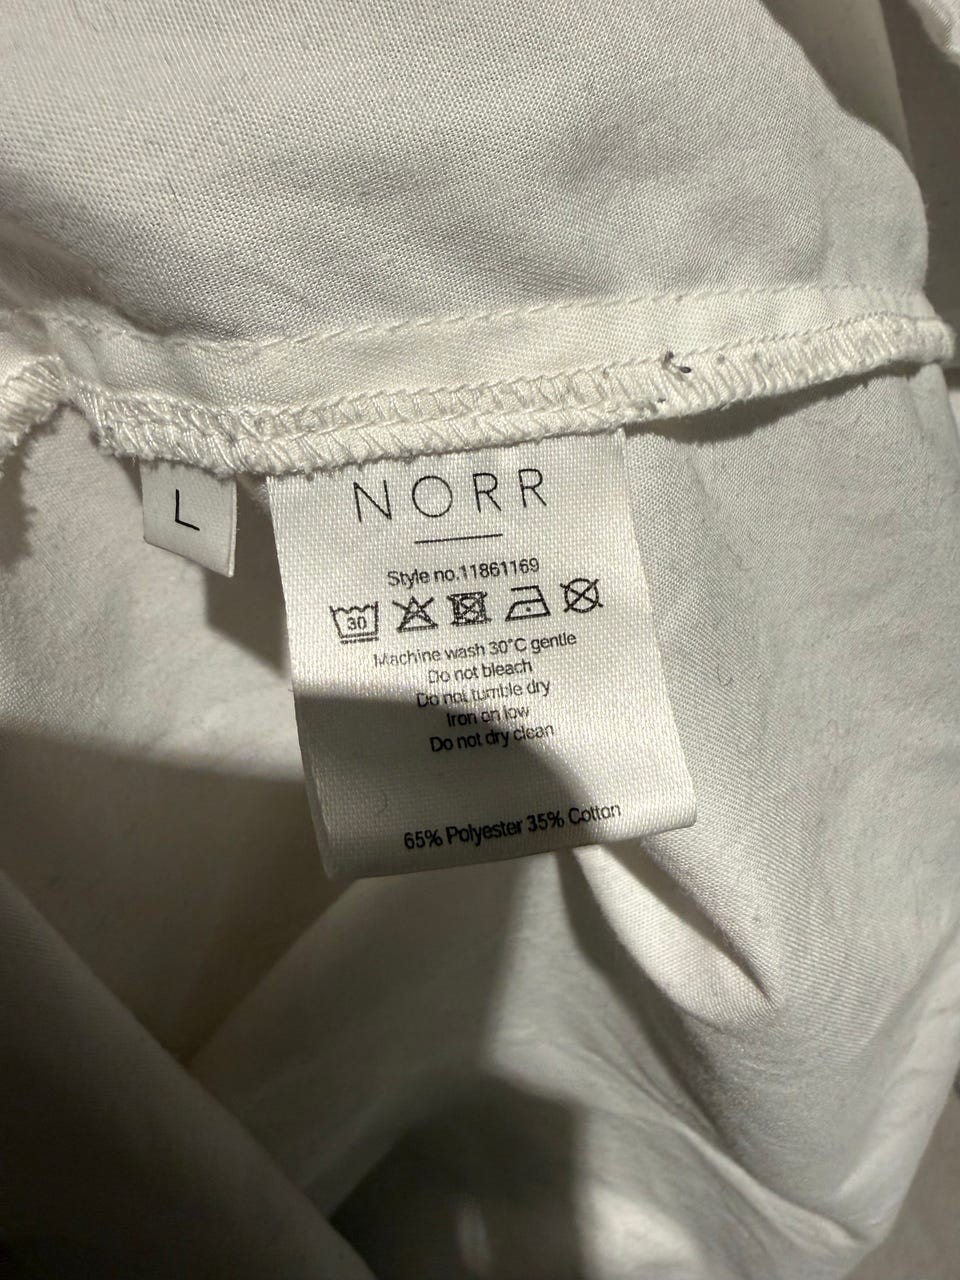 L
NORR
Style no.11861169
30
Machine wash 30°C gentle
Do not bleach
Do not tumble dry
Iron on low
Do not dry clean
65% Polyester 35% Cotton